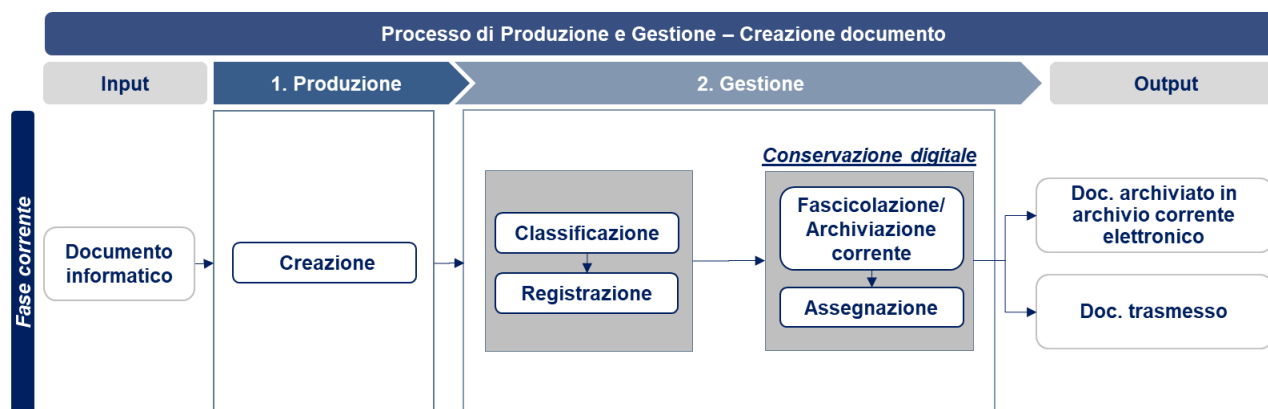 Processo di Produzione e Gestione – Creazione documento
Input
1. Produzione
2. Gestione
Output
Fase corrente
Documento
informatico
Creazione
Classificazione
Registrazione
Conservazione digitale
Fascicolazione/
Archiviazione
corrente
Assegnazione
Doc. archiviato in
archivio corrente
elettronico
Doc. trasmesso